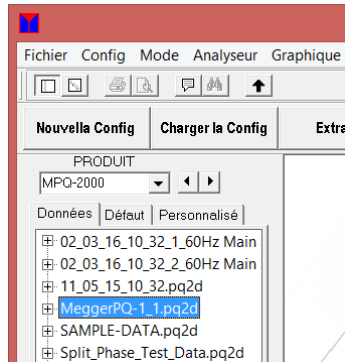 Fichier Config Mode Analyseur Graphique
Nouvella Config Charger la Config Extra
PRODUIT
MPQ-2000
Données Défaut Personnalisé
02_03_16_10_32_1_60Hz Main
02_03_16_10_32_2_60Hz Main
11_05_15_10_32.pq2d
MeggerPQ-1_1.pq2d
SAMPLE-DATA.pq2d
Split_Phase_Test_Data.pq2d